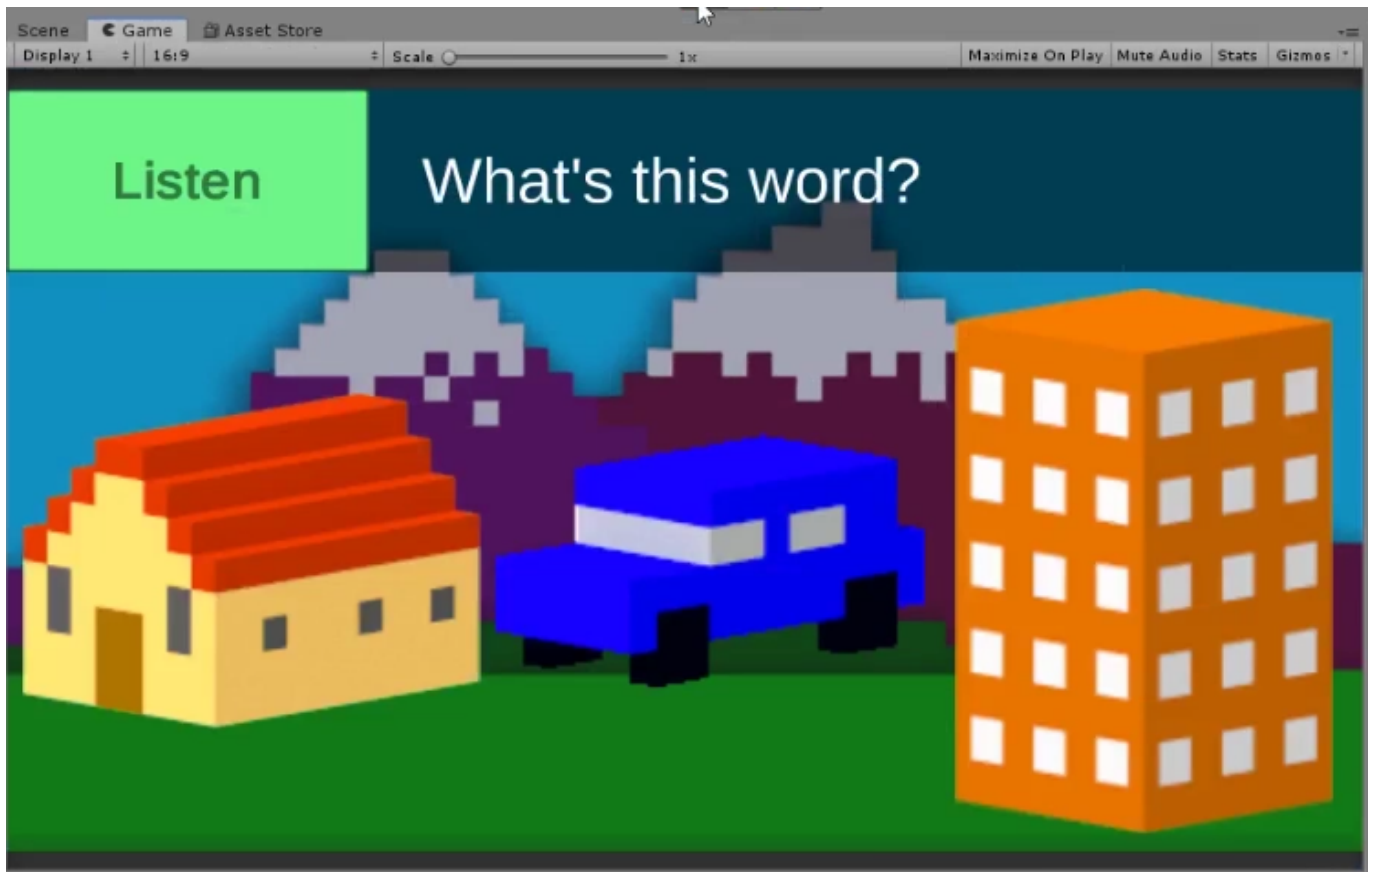 Scene Game Asset Store
Display 1 16:9 Scale 1x Maximize On Play Mute Audio Stats Gizmos
Listen What's this word?